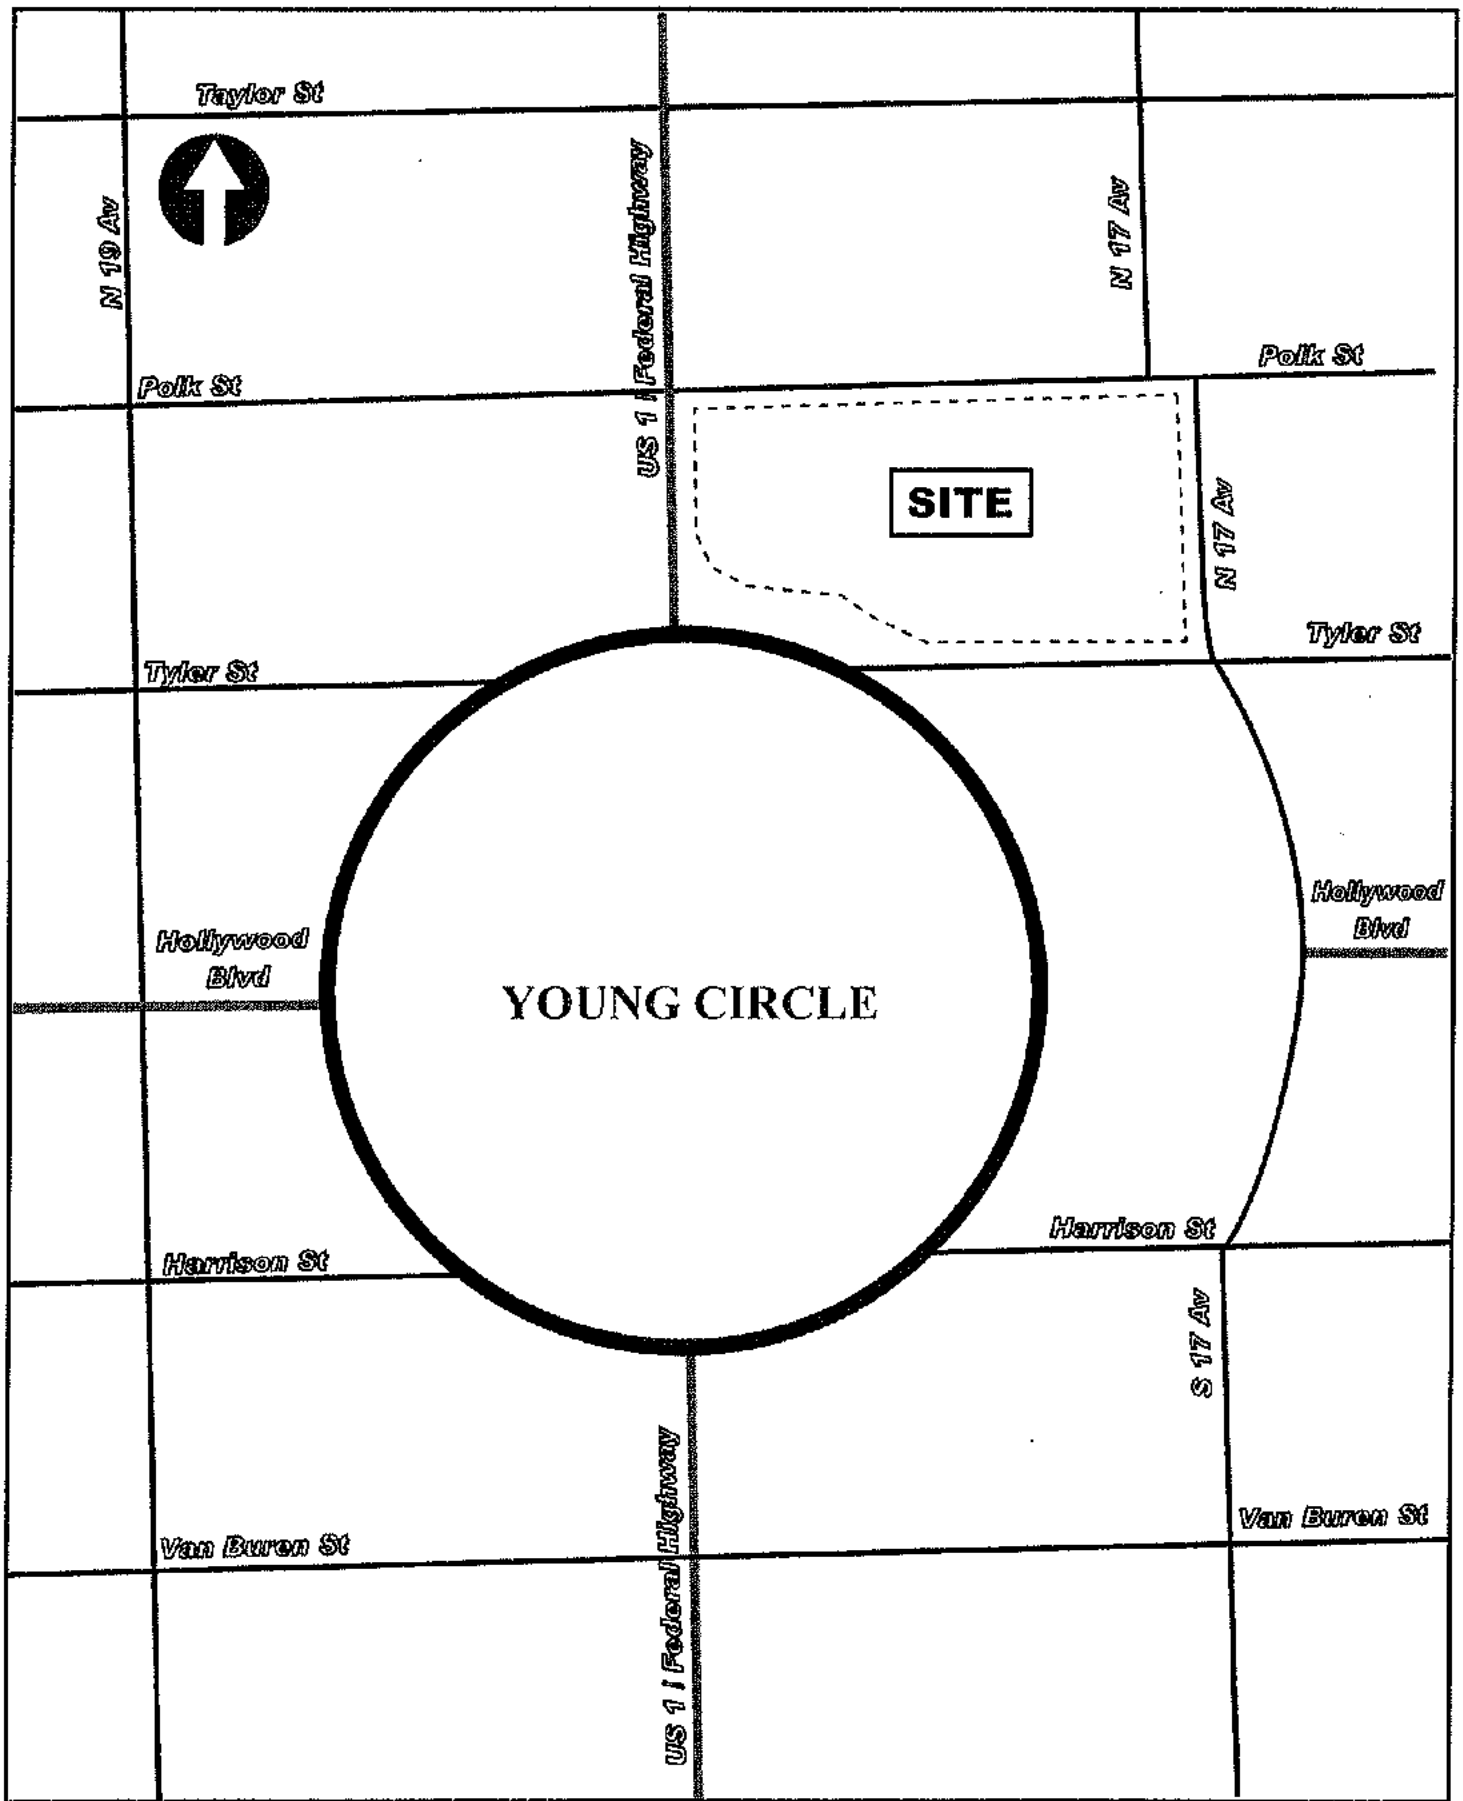 Taylor St
N 19 Av
US 1 / Federal Highway
N 17 Av
Polk St
Polk St
SITE
N 17 Av
Tyler St
Tyler St
Hollywood
Blvd
Hollywood
Blvd
YOUNG CIRCLE
Harrison St
Harrison St
S 17 Av
US 1 / Federal Highway
Van Buren St
Van Buren St